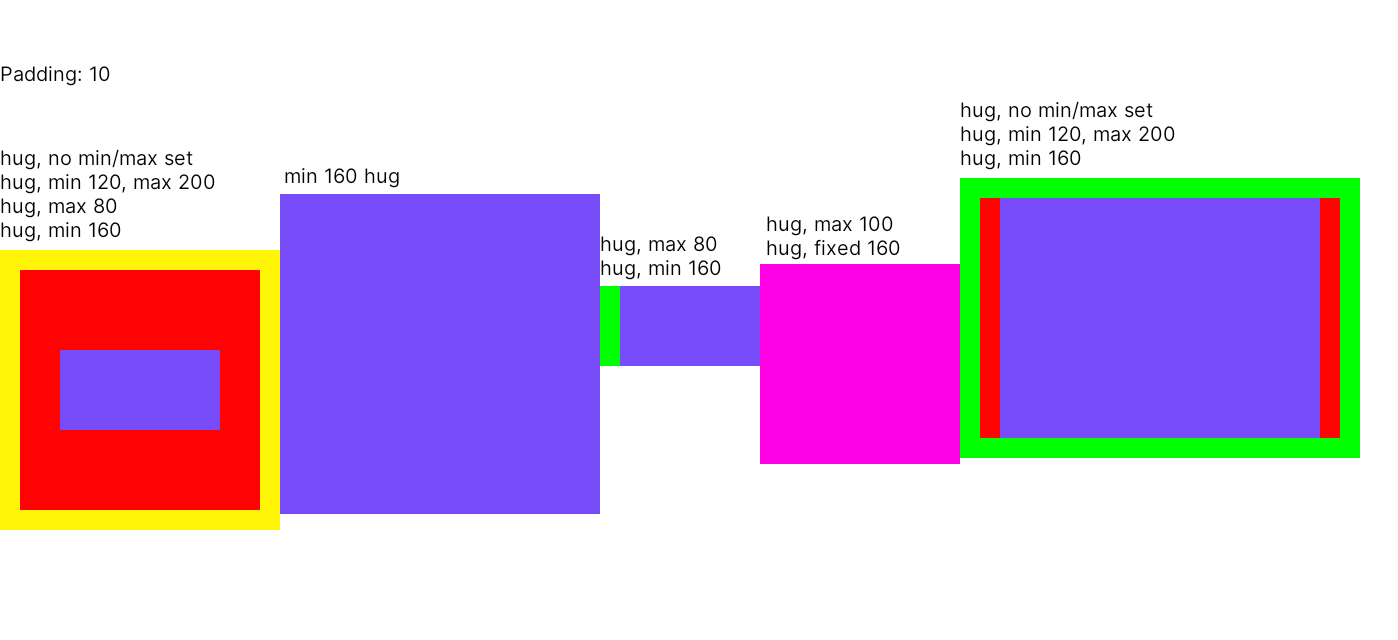 Padding: 10
hug, no min/max set
hug, min 120, max 200
hug, max 80
hug, min 160
min 160 hug
hug, max 80
hug, min 160
hug, max 100
hug, fixed 160
hug, no min/max set
hug, min 120, max 200
hug, min 160